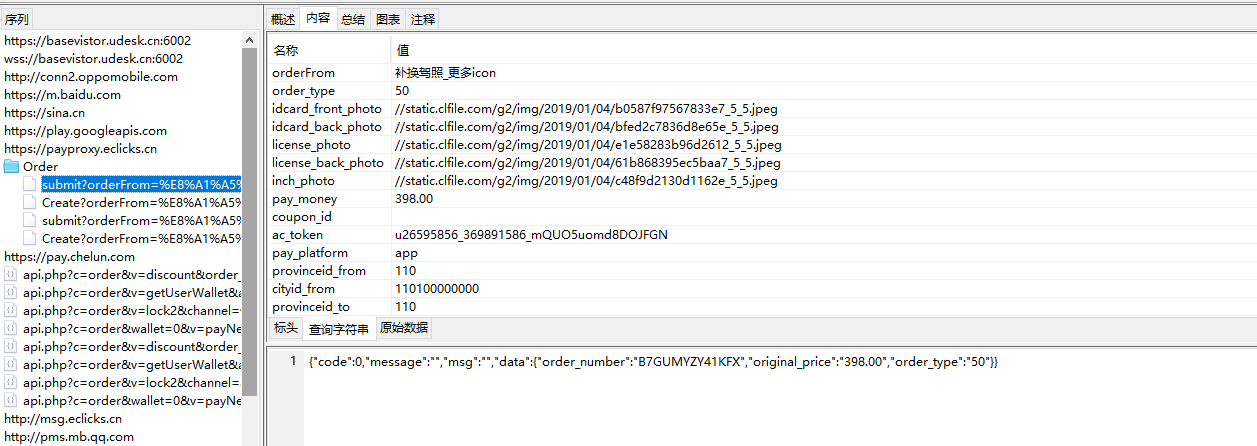 序列
https://basevistor.udesk.cn:6002
wss://basevistor.udesk.cn:6002
http://conn2.oppomobile.com
https://m.baidu.com
https://sina.cn
https://play.googleapis.com
https://payproxy.eclicks.cn
Order
submit?orderFrom=%E8%A1%A5%
Create?orderFrom=%E8%A1%A5%
submit?orderFrom=%E8%A1%A5%
Create?orderFrom=%E8%A1%A5%
https://pay.chelun.com
api.php?c=order&v=discount&order_
api.php?c=order&v=getUserWallet&a
api.php?c=order&v=lock2&channel=
api.php?c=order&wallet=0&v=payNe
api.php?c=order&v=discount&order_
api.php?c=order&v=getUserWallet&a
api.php?c=order&v=lock2&channel=
api.php?c=order&wallet=0&v=payNe
http://msg.eclicks.cn
http://pms.mb.qq.com
概述 内容 总结 图表 注释
名称 值
orderFrom 补换驾照_更多icon
order_type 50
idcard_front_photo //static.clfile.com/g2/img/2019/01/04/b0587f97567833e7_5_5.jpeg
idcard_back_photo //static.clfile.com/g2/img/2019/01/04/bfed2c7836d8e65e_5_5.jpeg
license_photo //static.clfile.com/g2/img/2019/01/04/e1e58283b96d2612_5_5.jpeg
license_back_photo //static.clfile.com/g2/img/2019/01/04/61b868395ec5baa7_5_5.jpeg
inch_photo //static.clfile.com/g2/img/2019/01/04/c48f9d2130d1162e_5_5.jpeg
pay_money 398.00
coupon_id
ac_token u26595856_369891586_mQUO5uomd8DOJFGN
pay_platform app
provinceid_from 110
cityid_from 110100000000
provinceid_to 110
标头 查询字符串 原始数据
1 {"code":0,"message":"","msg":"","data":{"order_number":"B7GUMYZY41KFX","original_price":"398.00","order_type":"50"}}